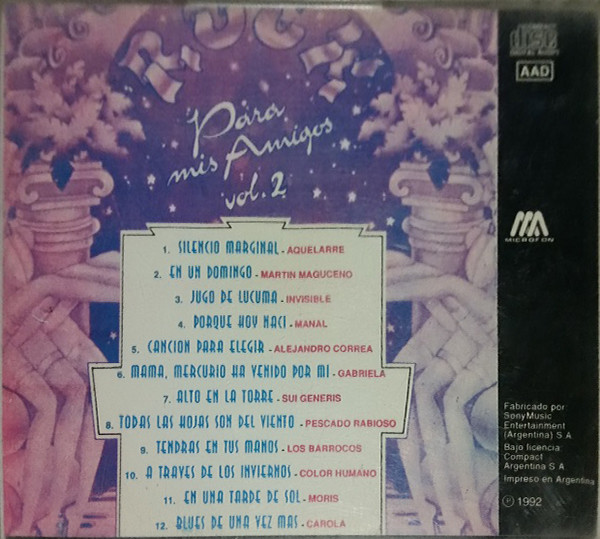 ROCK
Para
mis Amigos
vol. 2
1. SILENCIO MARGINAL - AQUELARRE
2. EN UN DOMINGO - MARTIN MAGUCENO
3. JUGO DE LUCUMA - INVISIBLE
4. PORQUE HOY NACI - MANAL
5. CANCION PARA ELEGIR - ALEJANDRO CORREA
6. MAMA, MERCURIO HA VENIDO POR MI - GABRIELA
7. ALTO EN LA TORRE - SUI GENERIS
8. TODAS LAS HOJAS SON DEL VIENTO - PESCADO RABIOSO
9. TENDRAS EN TUS MANOS - LOS BARROCOS
10. A TRAVES DE LOS INVIERNOS - COLOR HUMANO
11. EN UNA TARDE DE SOL - MORIS
12. BLUES DE UNA VEZ MAS - CAROLA
disc
AAD
MICROFON
Fabricado por
SonyMusic
Entertainment
(Argentina) S.A.
Bajo licencia:
Compact
Argentina S.A.
Impreso en Argentina
℗ 1992